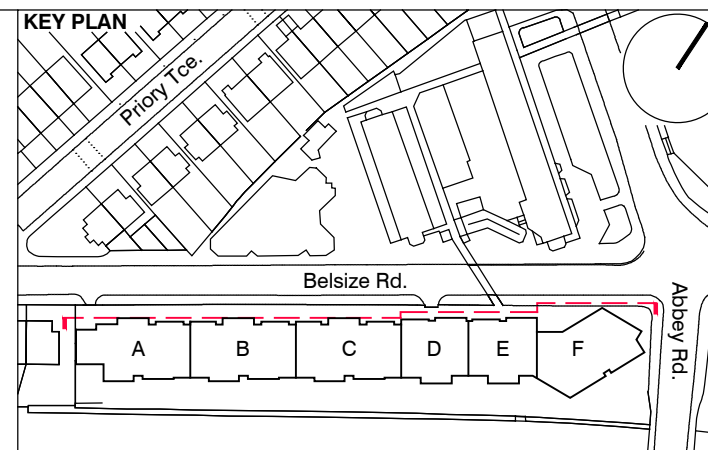 KEY PLAN
Priory Tce.
Belsize Rd.
Abbey Rd.
A
B
C
D
E
F